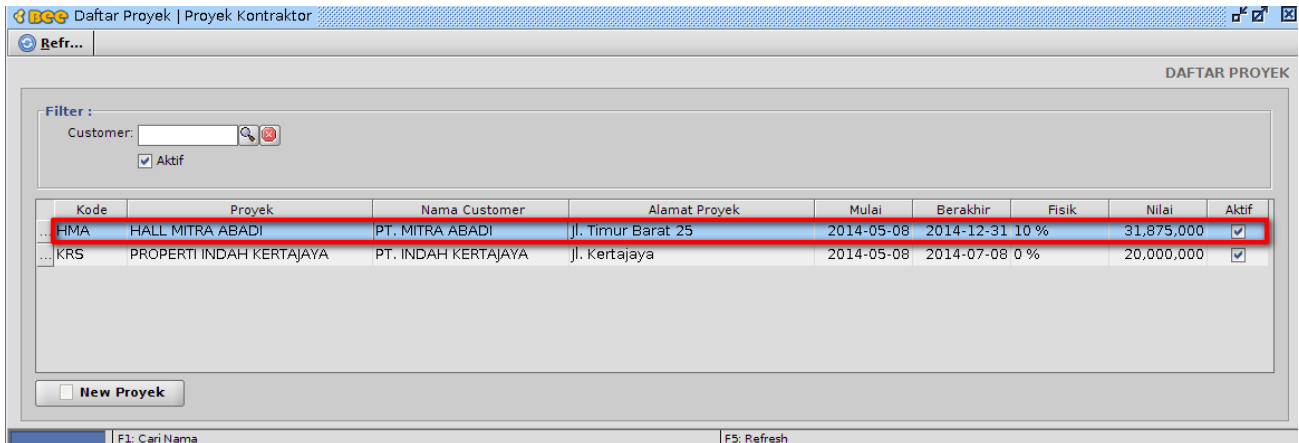 Bee Daftar Proyek | Proyek Kontraktor
Refr...
DAFTAR PROYEK
Filter :
Customer:
Aktif
Kode Proyek Nama Customer Alamat Proyek Mulai Berakhir Fisik Nilai Aktif
... HMA HALL MITRA ABADI PT. MITRA ABADI Jl. Timur Barat 25 2014-05-08 2014-12-31 10 % 31,875,000
... KRS PROPERTI INDAH KERTAJAYA PT. INDAH KERTAJAYA Jl. Kertajaya 2014-05-08 2014-07-08 0 % 20,000,000
New Proyek
F1: Cari Nama F5: Refresh